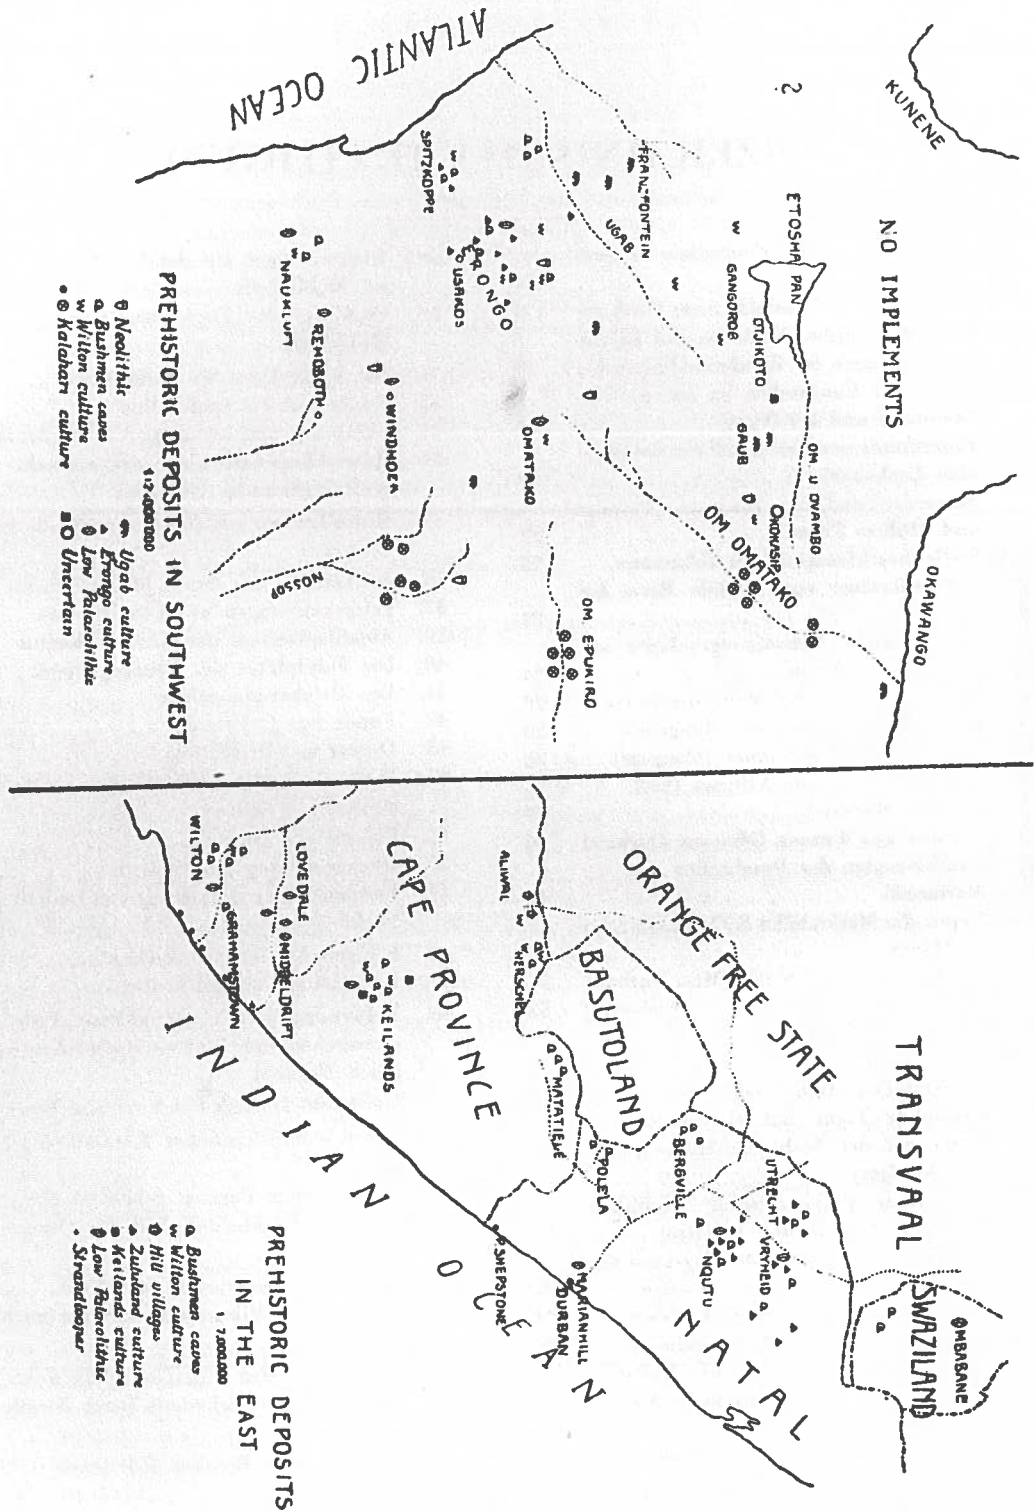 NO IMPLEMENTS
KUNENE
OKAWANGO
?
ETOSHA PAN
OTJIKOTO
OM U OVAMBO
GANGOROB
GAUB
FRANZFONTEIN
UGAB
OM OMATAKO
OMATAKO
OM EPUKIRO
ERONGO
USAKOS
SPITZKOPPE
ATLANTIC OCEAN
WINDHOEK
REHOBOTH
NAUKLUFT
NOSSOP
PREHISTORIC DEPOSITS IN SOUTHWEST
Neolithic
Bushmen caves
w Wilton culture
Kalahari culture
Ugab culture
Erongo culture
Low Palaeolithic
Uncertain
TRANSVAAL
SWAZILAND
MBABANE
ORANGE FREE STATE
UTRECHT
VRYHEID
NQUTU
NATAL
BERGVILLE
BASUTOLAND
POLELA
MATATIELE
ALIWAL
HERSCHEL
MARIANHILL
DURBAN
P. SHEPSTONE
CAPE PROVINCE
KEILANDS
LOVEDALE
MIDDELDRIFT
WILTON
GRAHAMSTOWN
INDIAN OCEAN
PREHISTORIC DEPOSITS
IN THE EAST
Bushmen caves
w Wilton culture
Hill villages
Zululand culture
Keilands culture
Low Palaeolithic
Strandlooper